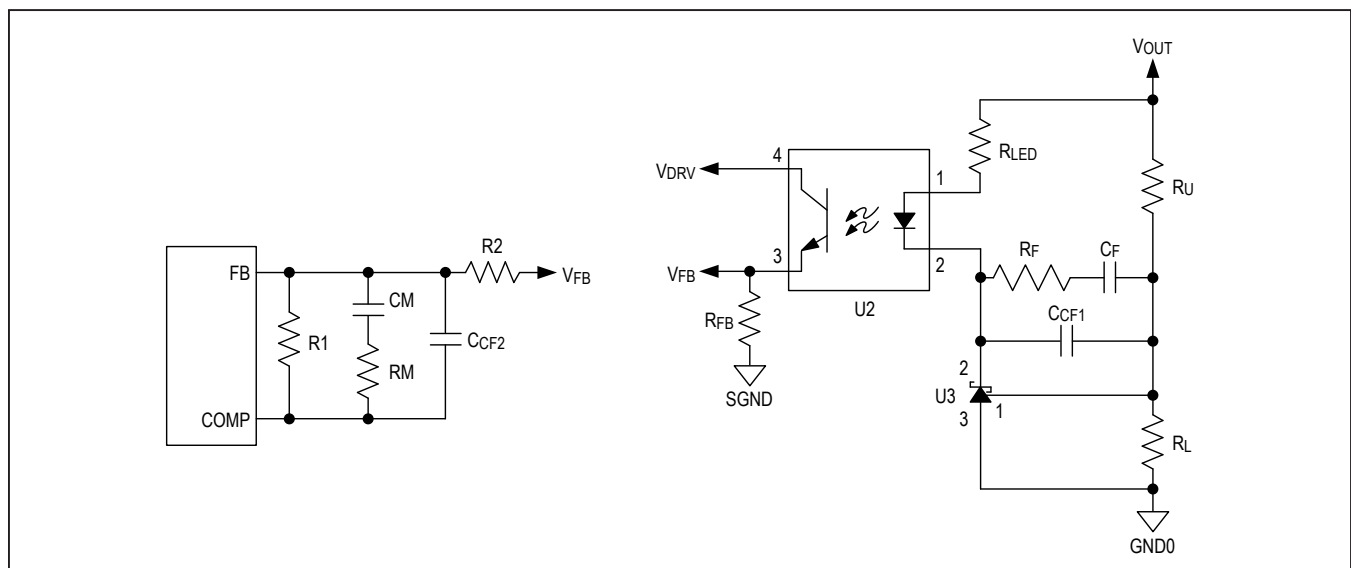 FB
COMP
R1
CM
RM
CCF2
R2
VFB
VDRV
VFB
4
3
1
2
U2
RFB
SGND
RLED
VOUT
RU
RF
CF
CCF1
2
U3
1
3
RL
GND0